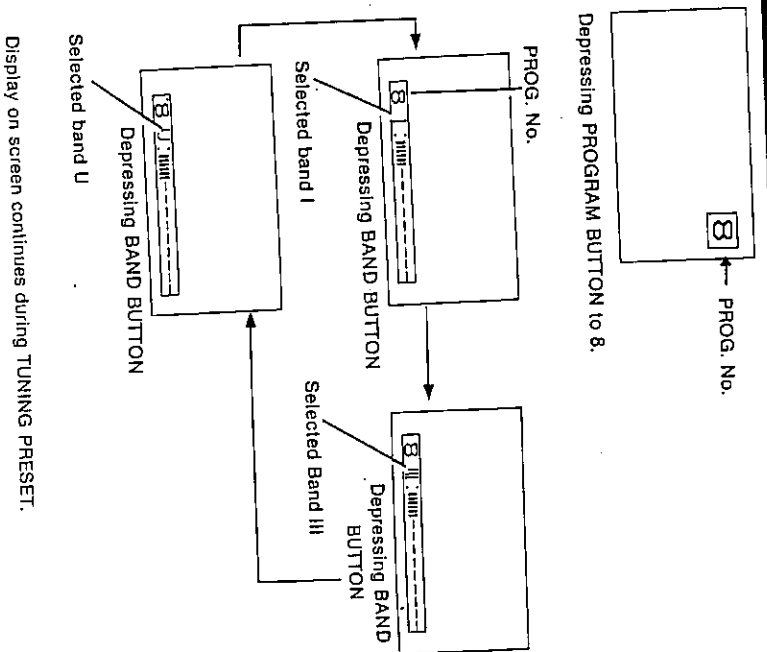 8
PROG. No.
Depressing PROGRAM BUTTON to 8.
PROG. No.
8 I
Selected band I
Depressing BAND BUTTON
8 III
Selected Band III
Depressing BAND
BUTTON
8 U
Selected band U
Depressing BAND BUTTON
Display on screen continues during TUNING PRESET.